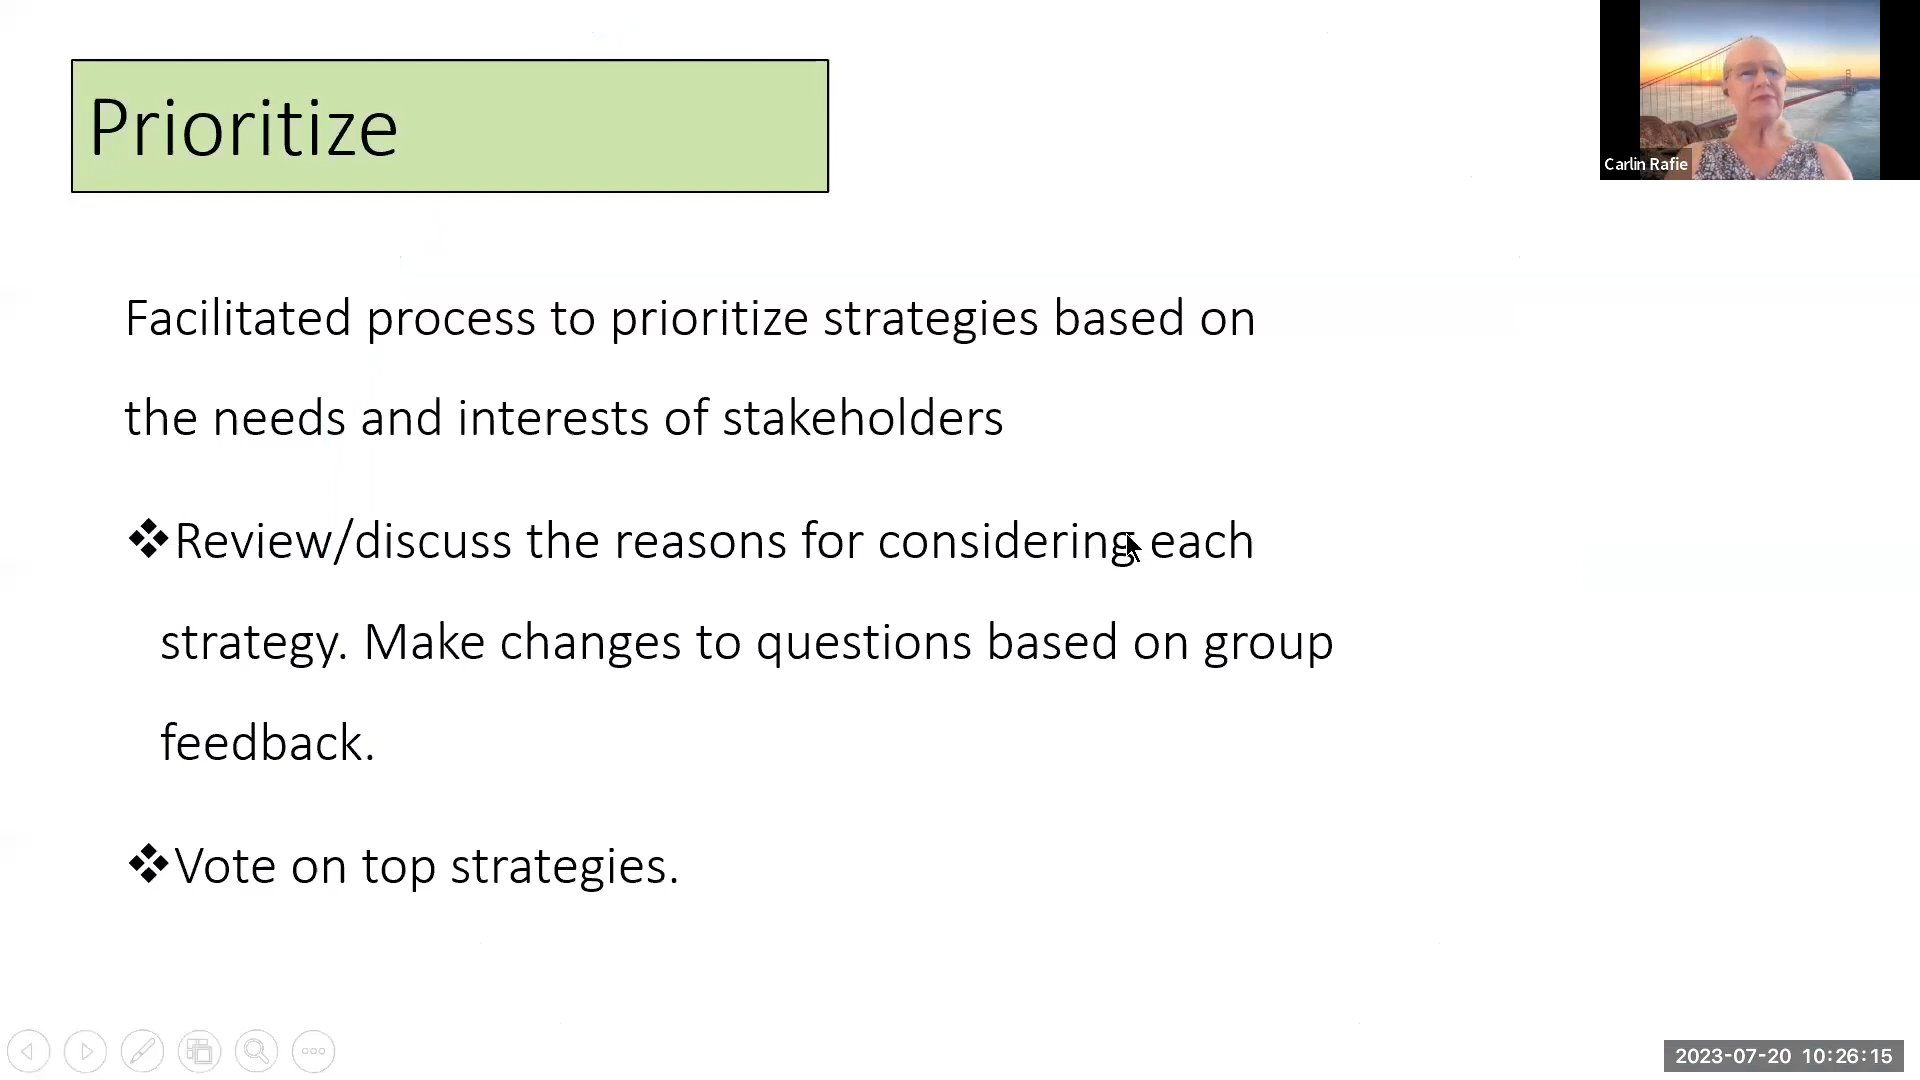 Prioritize
Carlin Rafie
Facilitated process to prioritize strategies based on
the needs and interests of stakeholders
❖Review/discuss the reasons for considering each
strategy. Make changes to questions based on group
feedback.
❖Vote on top strategies.
2023-07-20 10:26:15